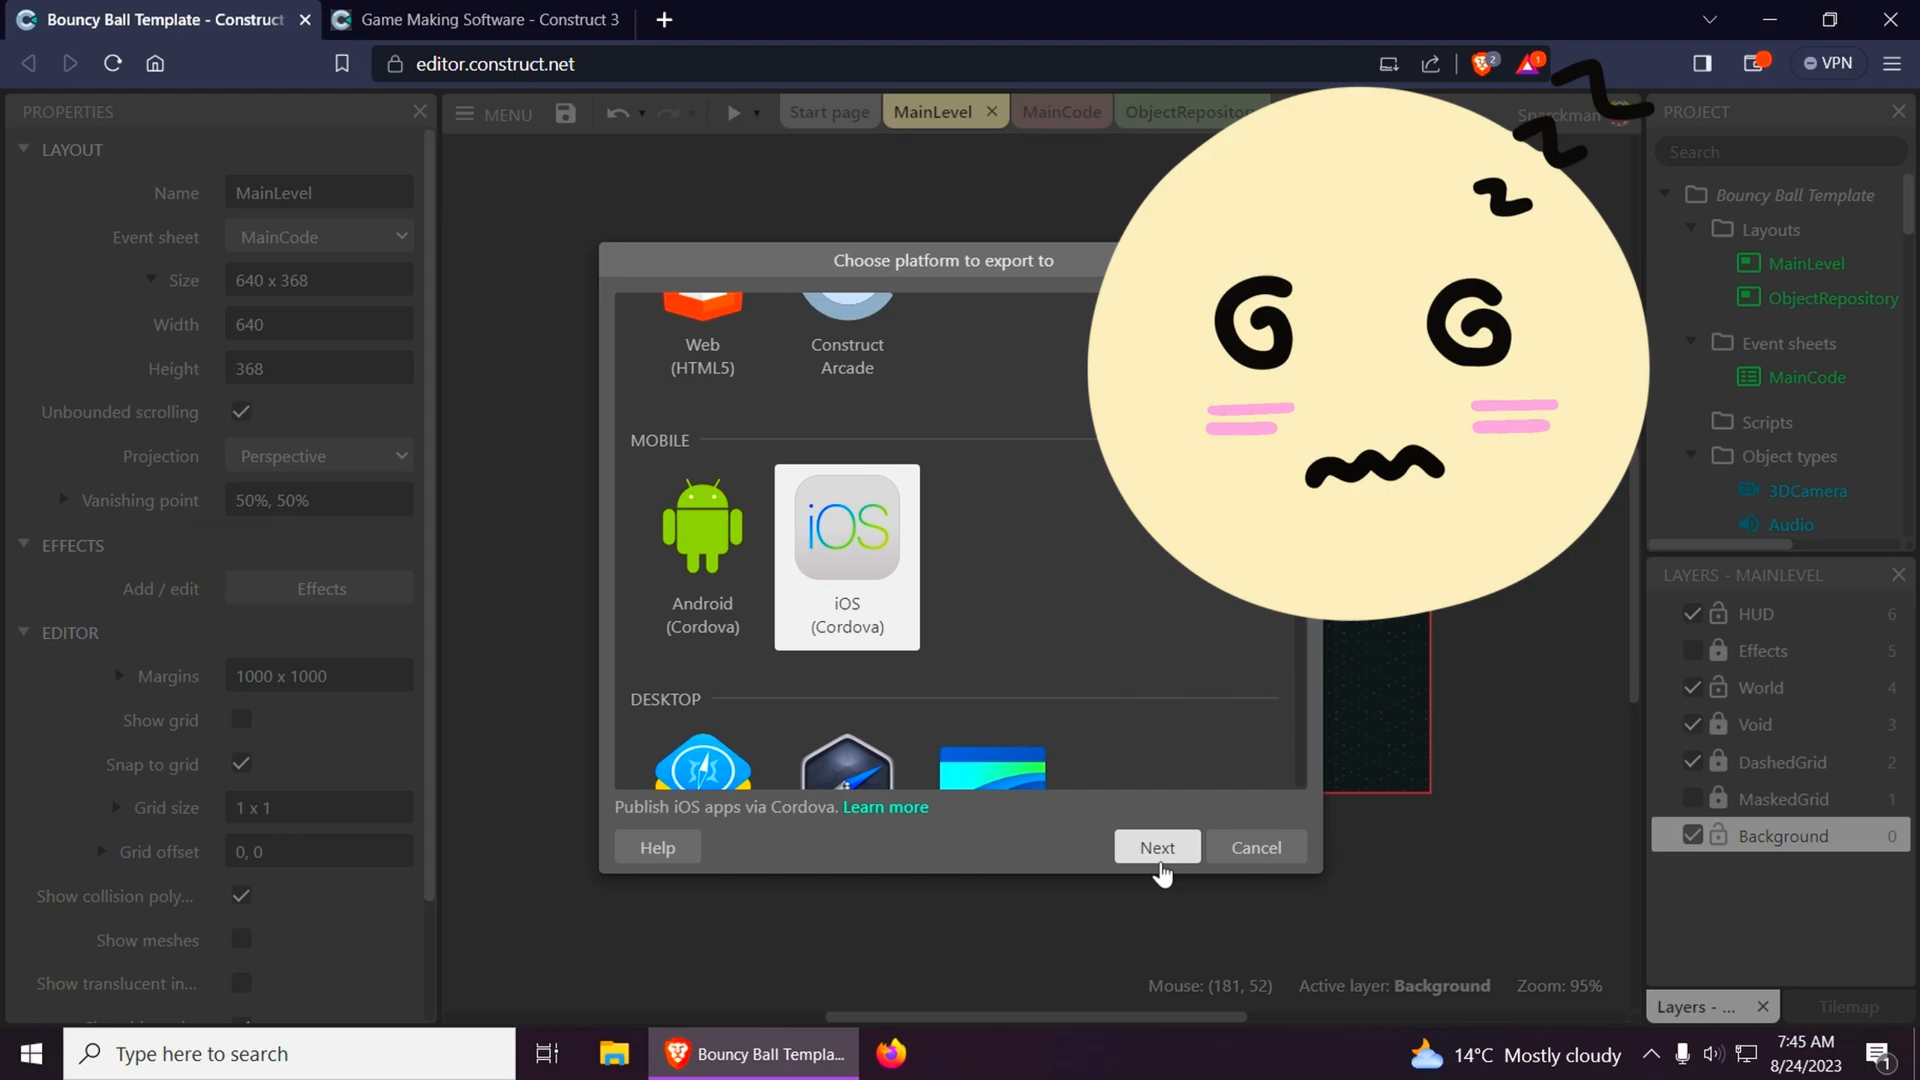 Bouncy Ball Template - Construct
Game Making Software - Construct 3
editor.construct.net
2
1
VPN
PROPERTIES
LAYOUT
Name
MainLevel
Event sheet
MainCode
Size
640 x 368
Width
640
Height
368
Unbounded scrolling
Projection
Perspective
Vanishing point
50%, 50%
EFFECTS
Add / edit
Effects
EDITOR
Margins
1000 x 1000
Show grid
Snap to grid
Grid size
1 x 1
Grid offset
0, 0
Show collision poly...
Show meshes
Show translucent in...
MENU
Start page
MainLevel
MainCode
ObjectRepository
Sparckman
Choose platform to export to
Web
(HTML5)
Construct
Arcade
MOBILE
Android
(Cordova)
iOS
iOS
(Cordova)
DESKTOP
Publish iOS apps via Cordova. Learn more
Help
Next
Cancel
Mouse: (181, 52)
Active layer: Background
Zoom: 95%
PROJECT
Search
Bouncy Ball Template
Layouts
MainLevel
ObjectRepository
Event sheets
MainCode
Scripts
Object types
3DCamera
Audio
LAYERS - MAINLEVEL
HUD 6
Effects 5
World 4
Void 3
DashedGrid 2
MaskedGrid 1
Background 0
Layers - ...
Tilemap
Type here to search
Bouncy Ball Templa...
14°C Mostly cloudy
7:45 AM
8/24/2023
1